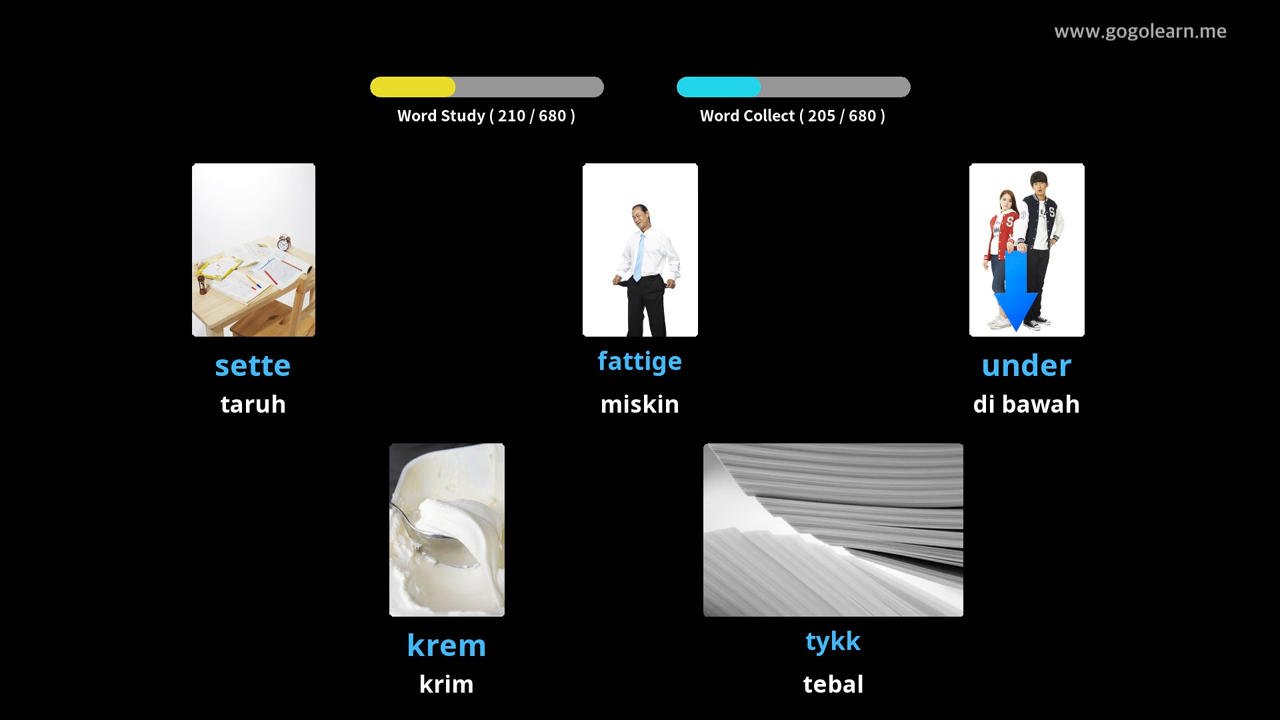 www.gogolearn.me
Word Study ( 210 / 680 )
Word Collect ( 205 / 680 )
sette
taruh
fattige
miskin
S
S
under
di bawah
krem
krim
tykk
tebal